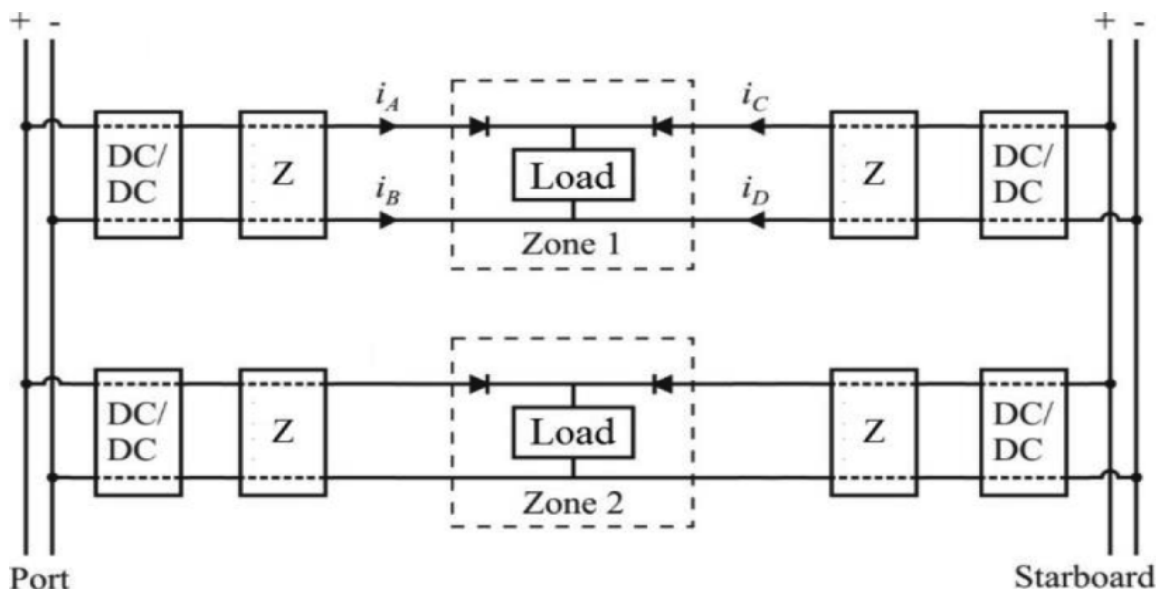 + - + -
i_A i_C
DC/ DC Z Load Z DC/ DC
i_B i_D
Zone 1
DC/ DC Z Load Z DC/ DC
Zone 2
Port Starboard